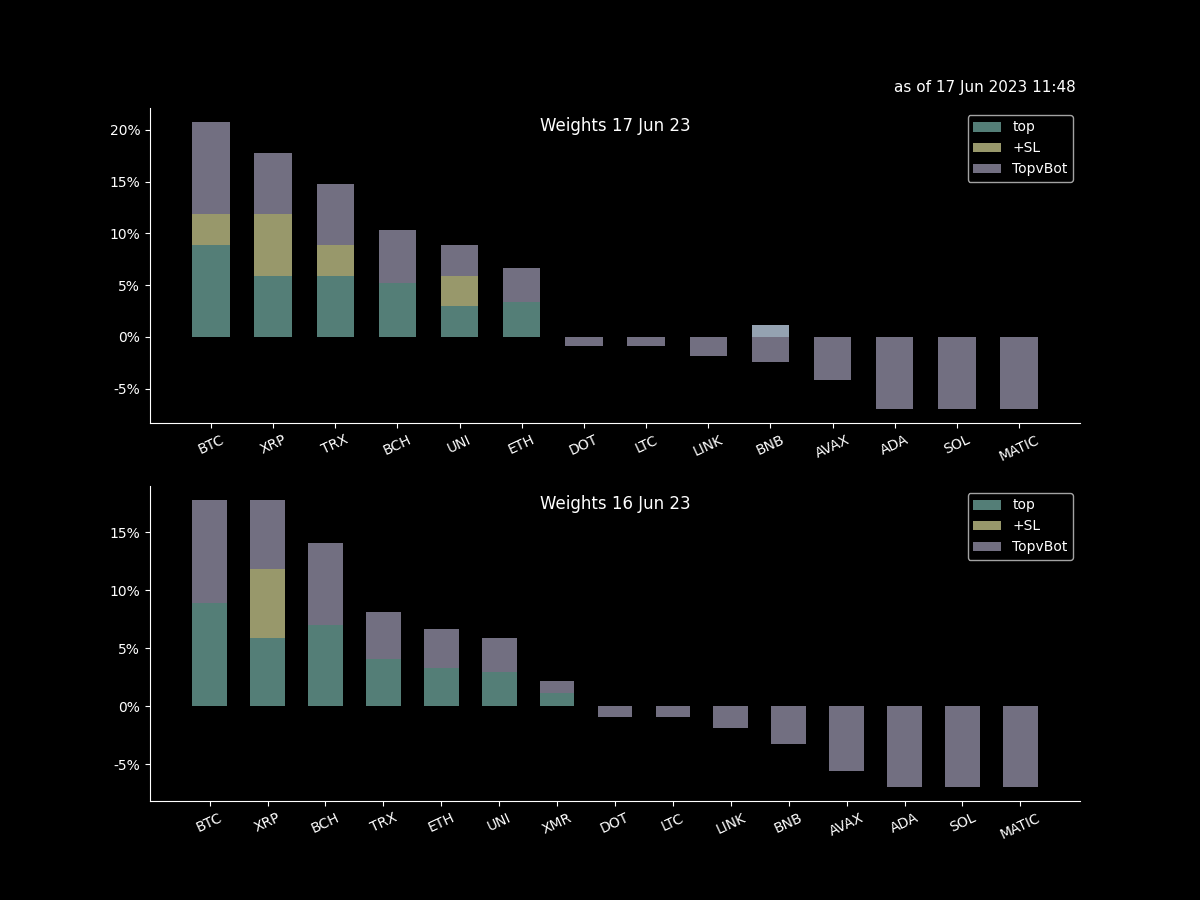 as of 17 Jun 2023 11:48
Weights 17 Jun 23
top
+SL
TopvBot
20%
15%
10%
5%
0%
-5%
BTC XRP TRX BCH UNI ETH DOT LTC LINK BNB AVAX ADA SOL MATIC
Weights 16 Jun 23
top
+SL
TopvBot
15%
10%
5%
0%
-5%
BTC XRP BCH TRX ETH UNI XMR DOT LTC LINK BNB AVAX ADA SOL MATIC